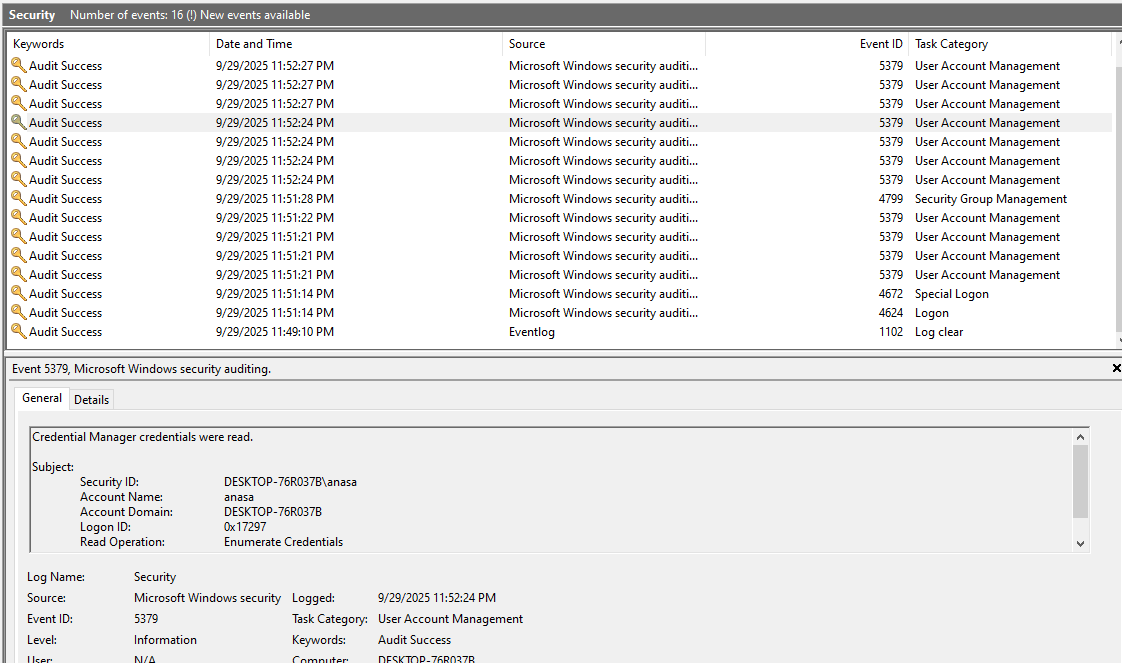 Security Number of events: 16 (!) New events available
Keywords Date and Time Source Event ID Task Category
Audit Success 9/29/2025 11:52:27 PM Microsoft Windows security auditi... 5379 User Account Management
Audit Success 9/29/2025 11:52:27 PM Microsoft Windows security auditi... 5379 User Account Management
Audit Success 9/29/2025 11:52:27 PM Microsoft Windows security auditi... 5379 User Account Management
Audit Success 9/29/2025 11:52:24 PM Microsoft Windows security auditi... 5379 User Account Management
Audit Success 9/29/2025 11:52:24 PM Microsoft Windows security auditi... 5379 User Account Management
Audit Success 9/29/2025 11:52:24 PM Microsoft Windows security auditi... 5379 User Account Management
Audit Success 9/29/2025 11:52:24 PM Microsoft Windows security auditi... 5379 User Account Management
Audit Success 9/29/2025 11:51:28 PM Microsoft Windows security auditi... 4799 Security Group Management
Audit Success 9/29/2025 11:51:22 PM Microsoft Windows security auditi... 5379 User Account Management
Audit Success 9/29/2025 11:51:21 PM Microsoft Windows security auditi... 5379 User Account Management
Audit Success 9/29/2025 11:51:21 PM Microsoft Windows security auditi... 5379 User Account Management
Audit Success 9/29/2025 11:51:21 PM Microsoft Windows security auditi... 5379 User Account Management
Audit Success 9/29/2025 11:51:14 PM Microsoft Windows security auditi... 4672 Special Logon
Audit Success 9/29/2025 11:51:14 PM Microsoft Windows security auditi... 4624 Logon
Audit Success 9/29/2025 11:49:10 PM Eventlog 1102 Log clear
Event 5379, Microsoft Windows security auditing.
General Details
Credential Manager credentials were read.
Subject:
Security ID: DESKTOP-76R037B\anasa
Account Name: anasa
Account Domain: DESKTOP-76R037B
Logon ID: 0x17297
Read Operation: Enumerate Credentials
Log Name: Security
Source: Microsoft Windows security Logged: 9/29/2025 11:52:24 PM
Event ID: 5379 Task Category: User Account Management
Level: Information Keywords: Audit Success
User: N/A Computer: DESKTOP-76R037B